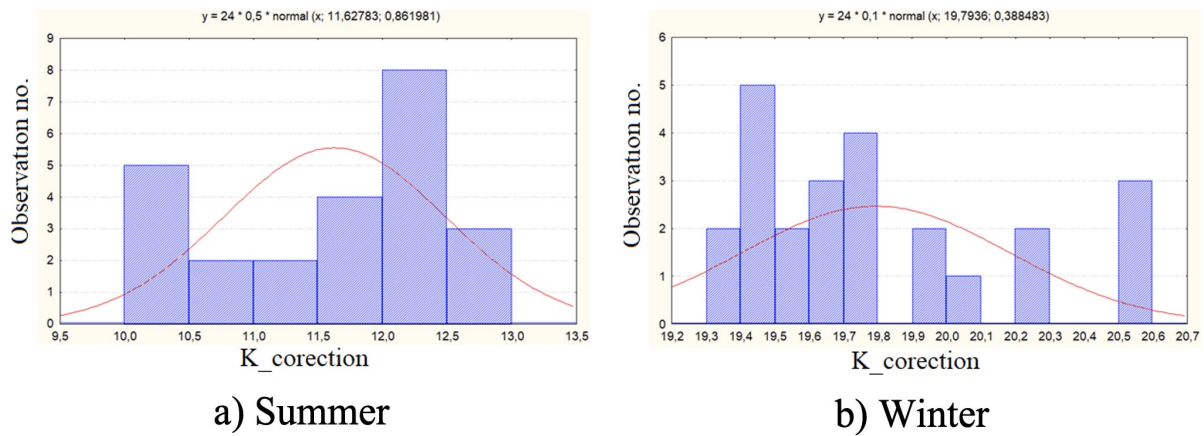 y = 24 * 0,5 * normal (x; 11,62783; 0,861981)
9
8
7
6
5
4
3
2
1
0
Observation no.
9,5 10,0 10,5 11,0 11,5 12,0 12,5 13,0 13,5
K_corection
a) Summer
y = 24 * 0,1 * normal (x; 19,7936; 0,388483)
6
5
4
3
2
1
0
Observation no.
19,2 19,3 19,4 19,5 19,6 19,7 19,8 19,9 20,0 20,1 20,2 20,3 20,4 20,5 20,6 20,7
K_corection
b) Winter